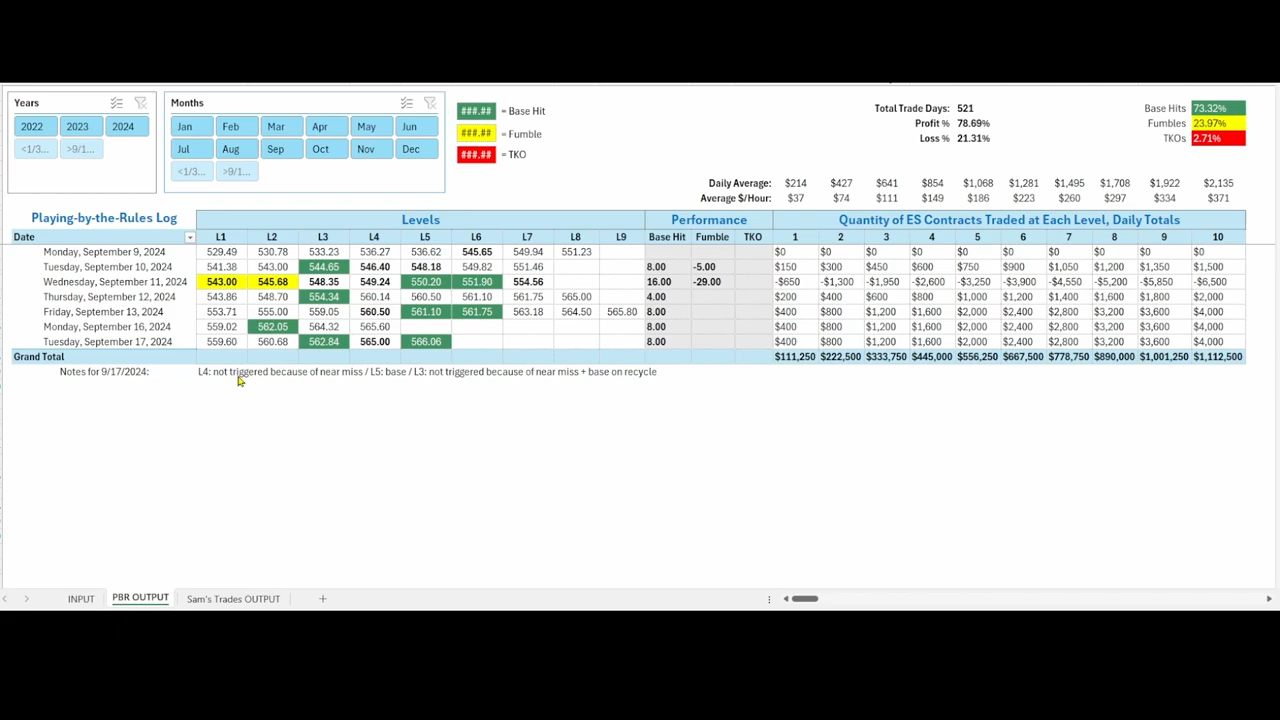 Years
Months
2022 2023 2024
<1/3... >9/1...
Jan Feb Mar Apr May Jun
Jul Aug Sep Oct Nov Dec
<1/3... >9/1...
###.## = Base Hit
###.## = Fumble
###.## = TKO
Total Trade Days: 521
Profit % 78.69%
Loss % 21.31%
Base Hits 73.32%
Fumbles 23.97%
TKOs 2.71%
Daily Average: $214 $427 $641 $854 $1,068 $1,281 $1,495 $1,708 $1,922 $2,135
Average $/Hour: $37 $74 $111 $149 $186 $223 $260 $297 $334 $371
Playing-by-the-Rules Log Levels Performance Quantity of ES Contracts Traded at Each Level, Daily Totals
Date L1 L2 L3 L4 L5 L6 L7 L8 L9 Base Hit Fumble TKO 1 2 3 4 5 6 7 8 9 10
Monday, September 9, 2024 529.49 530.78 533.23 536.27 536.62 545.65 549.94 551.23 $0 $0 $0 $0 $0 $0 $0 $0 $0 $0
Tuesday, September 10, 2024 541.38 543.00 544.65 546.40 548.18 549.82 551.46 8.00 -5.00 $150 $300 $450 $600 $750 $900 $1,050 $1,200 $1,350 $1,500
Wednesday, September 11, 2024 543.00 545.68 548.35 549.24 550.20 551.90 554.56 16.00 -29.00 -$650 -$1,300 -$1,950 -$2,600 -$3,250 -$3,900 -$4,550 -$5,200 -$5,850 -$6,500
Thursday, September 12, 2024 543.86 548.70 554.34 560.14 560.50 561.10 561.75 565.00 4.00 $200 $400 $600 $800 $1,000 $1,200 $1,400 $1,600 $1,800 $2,000
Friday, September 13, 2024 553.71 555.00 559.05 560.50 561.10 561.75 563.18 564.50 565.80 8.00 $400 $800 $1,200 $1,600 $2,000 $2,400 $2,800 $3,200 $3,600 $4,000
Monday, September 16, 2024 559.02 562.05 564.32 565.60 8.00 $400 $800 $1,200 $1,600 $2,000 $2,400 $2,800 $3,200 $3,600 $4,000
Tuesday, September 17, 2024 559.60 560.68 562.84 565.00 566.06 8.00 $400 $800 $1,200 $1,600 $2,000 $2,400 $2,800 $3,200 $3,600 $4,000
Grand Total $111,250 $222,500 $333,750 $445,000 $556,250 $667,500 $778,750 $890,000 $1,001,250 $1,112,500
Notes for 9/17/2024: L4: not triggered because of near miss / L5: base / L3: not triggered because of near miss + base on recycle
INPUT PBR OUTPUT Sam's Trades OUTPUT +